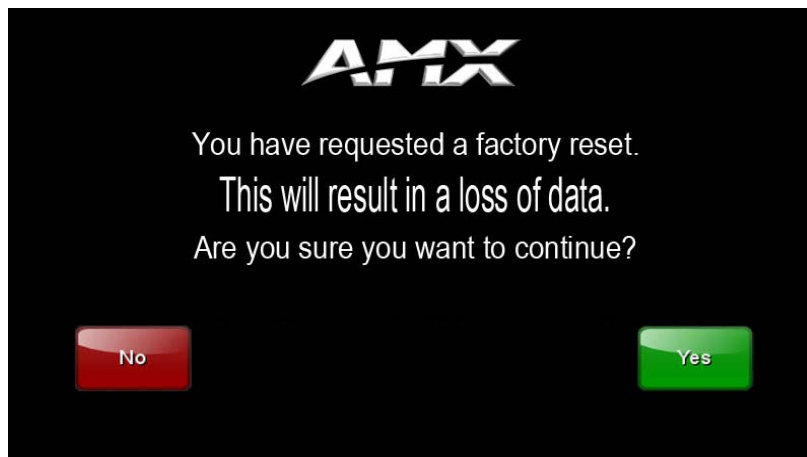 AMX
You have requested a factory reset.
This will result in a loss of data.
Are you sure you want to continue?
No
Yes